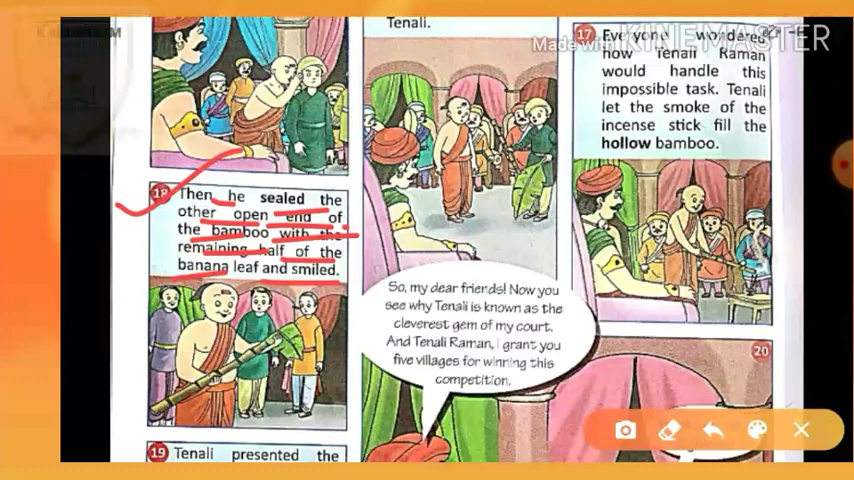 Tenali.
Made with KINEMASTER
17 Everyone wondered
how Tenali Raman
would handle this
impossible task. Tenali
let the smoke of the
incense stick fill the
hollow bamboo.
18 Then he sealed the
other open end of
the bamboo with the
remaining half of the
banana leaf and smiled.
So, my dear friends! Now you
see why Tenali is known as the
cleverest gem of my court.
And Tenali Raman, I grant you
five villages for winning this
competition.
20
19 Tenali presented the